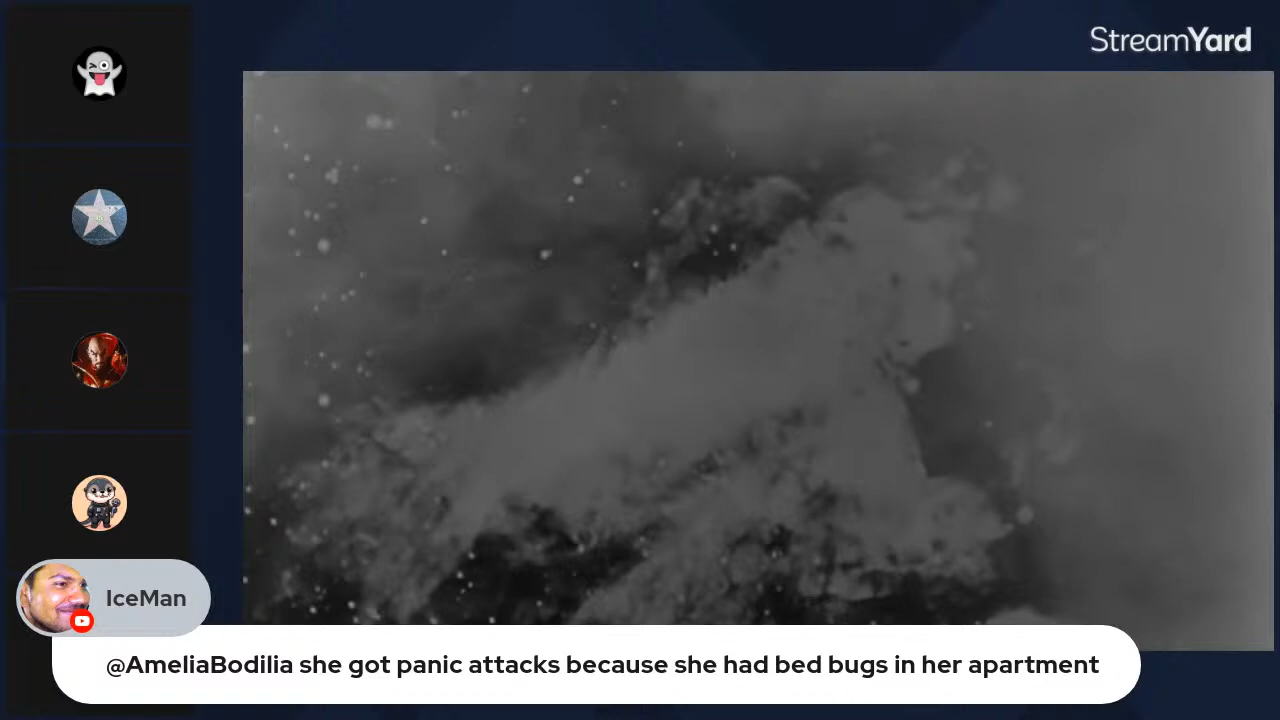 StreamYard
IceMan
@AmeliaBodilia she got panic attacks because she had bed bugs in her apartment